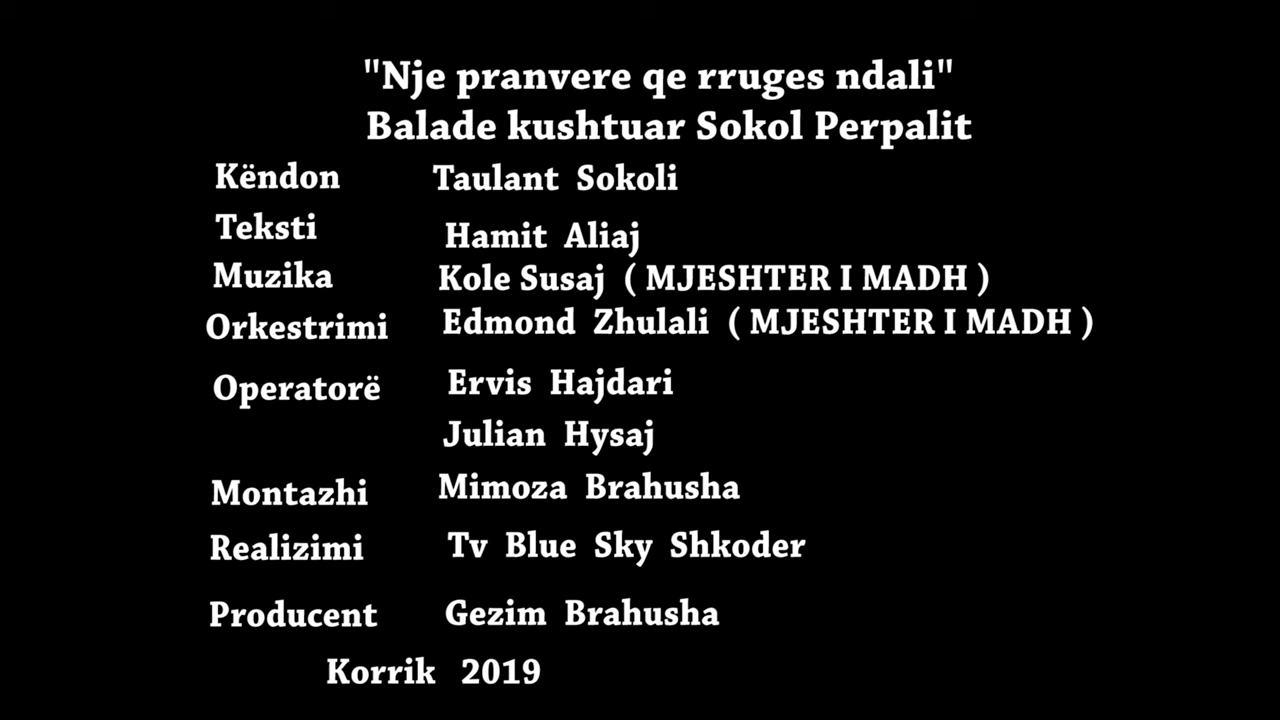 "Nje pranvere qe rruges ndali"
Balade kushtuar Sokol Perpalit
Këndon Taulant Sokoli
Teksti Hamit Aliaj
Muzika Kole Susaj ( MJESHTER I MADH )
Orkestrimi Edmond Zhulali ( MJESHTER I MADH )
Operatorë Ervis Hajdari
Julian Hysaj
Montazhi Mimoza Brahusha
Realizimi Tv Blue Sky Shkoder
Producent Gezim Brahusha
Korrik 2019